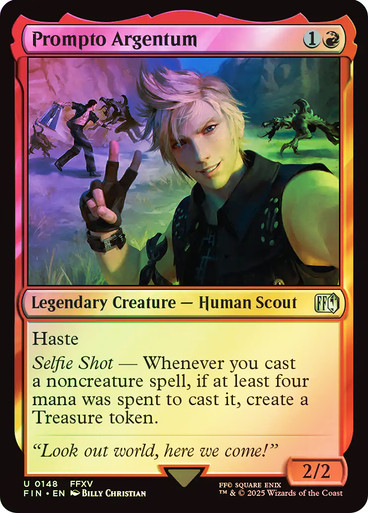 Prompto Argentum 1
Legendary Creature — Human Scout FFC
Haste
Selfie Shot — Whenever you cast
a noncreature spell, if at least four
mana was spent to cast it, create a
Treasure token.
“Look out world, here we come!”
2/2
U 0148 FFXV
FIN • EN Billy Christian
FF© SQUARE ENIX
™ & © 2025 Wizards of the Coast